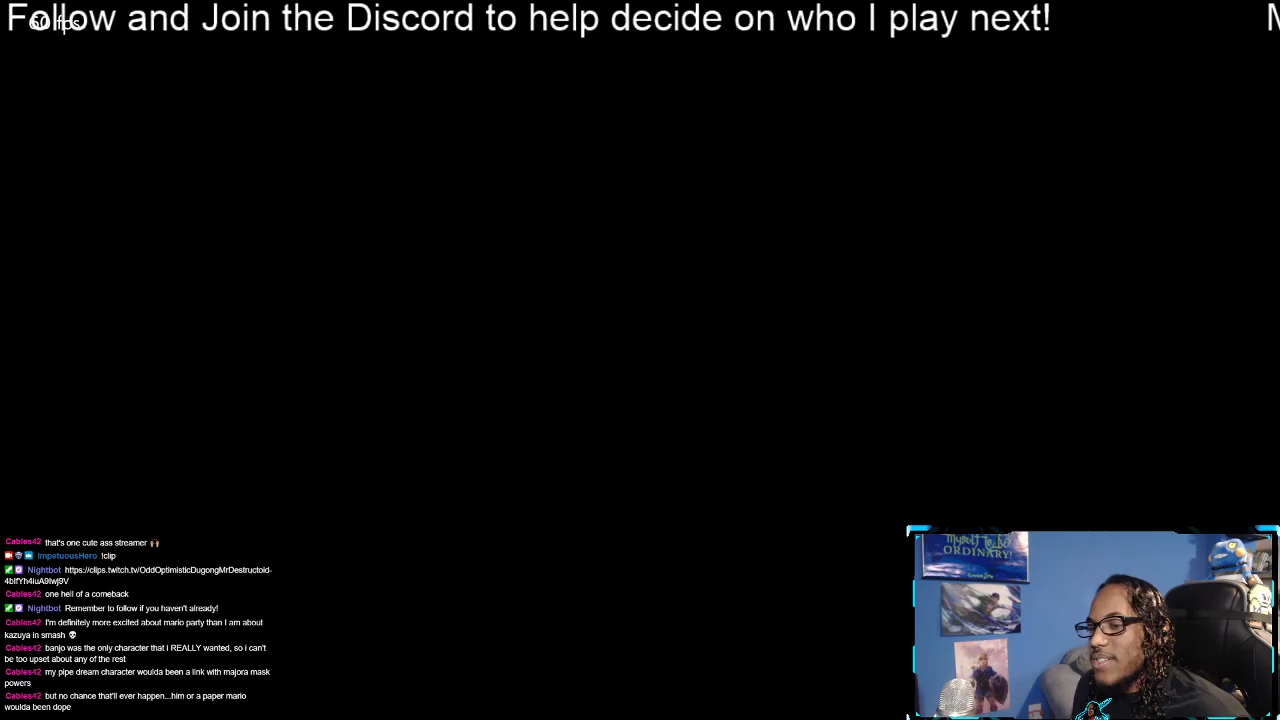 Follow and Join the Discord to help decide on who I play next!
60 fps
Cables42 that's one cute ass streamer 🙌🏽
ImpetuousHero !clip
Nightbot https://clips.twitch.tv/OddOptimisticDugongMrDestructoid-
Cables42 one hell of a comeback
Nightbot Remember to follow if you haven't already!
Cables42 I'm definitely more excited about mario party than I am about
kazuya in smash 💀
Cables42 banjo was the only character that i REALLY wanted, so i can't
be too upset about any of the rest
Cables42 my pipe dream character woulda been a link with majora mask
powers
Cables42 but no chance that'll ever happen...him or a paper mario
woulda been dope
Myself To be
ORDINARY!